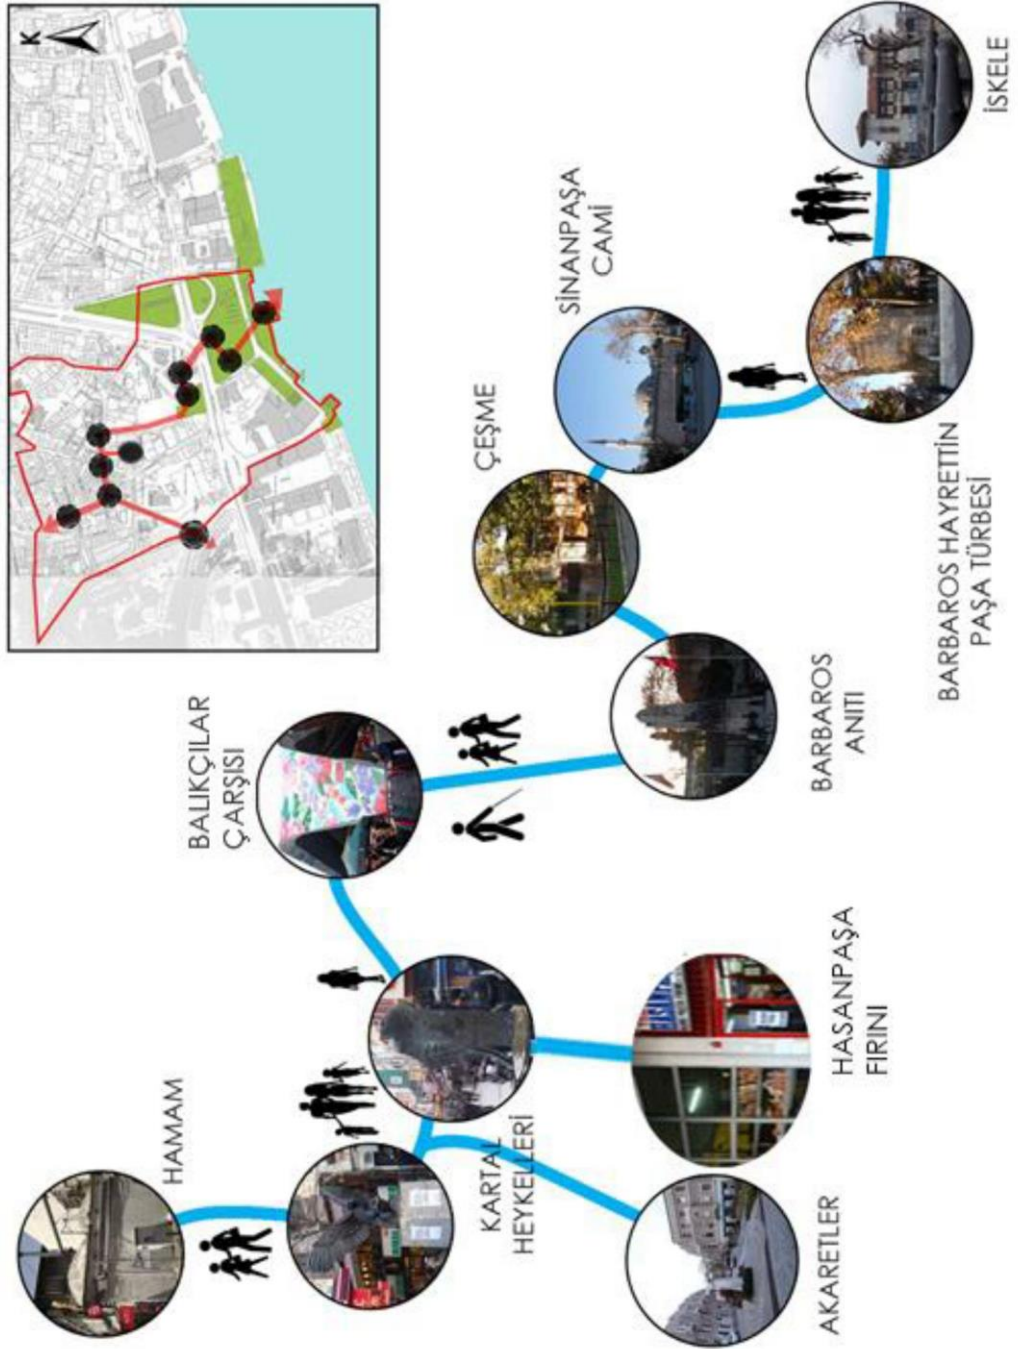 K
HAMAM
KARTAL
HEYKELLERİ
AKARETLER
HASANPAŞA
FIRINI
BALIKÇILAR
ÇARŞISI
BARBAROS
ANITI
ÇEŞME
SİNANPAŞA
CAMİ
BARBAROS HAYRETTİN
PAŞA TÜRBESİ
İSKELE